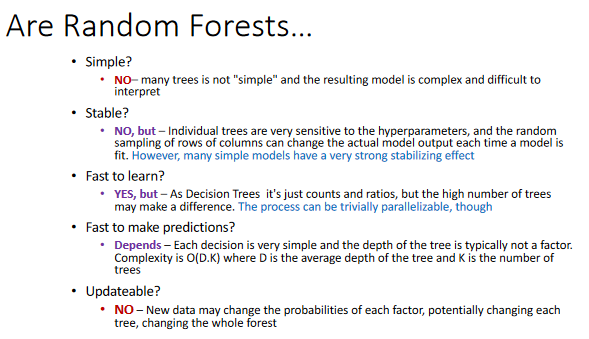 Are Random Forests...
• Simple?
• NO– many trees is not "simple" and the resulting model is complex and difficult to
interpret
• Stable?
• NO, but – Individual trees are very sensitive to the hyperparameters, and the random
sampling of rows of columns can change the actual model output each time a model is
fit. However, many simple models have a very strong stabilizing effect
• Fast to learn?
• YES, but – As Decision Trees it's just counts and ratios, but the high number of trees
may make a difference. The process can be trivially parallelizable, though
• Fast to make predictions?
• Depends – Each decision is very simple and the depth of the tree is typically not a factor.
Complexity is O(D.K) where D is the average depth of the tree and K is the number of
trees
• Updateable?
• NO – New data may change the probabilities of each factor, potentially changing each
tree, changing the whole forest